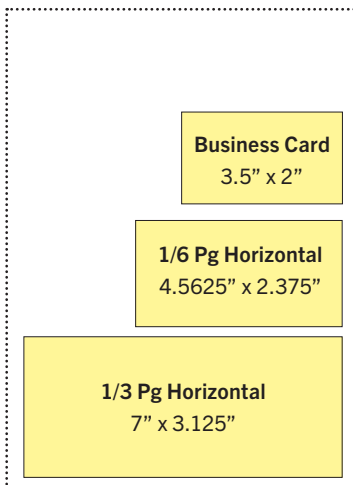 Business Card
3.5” x 2”
1/6 Pg Horizontal
4.5625” x 2.375”
1/3 Pg Horizontal
7” x 3.125”